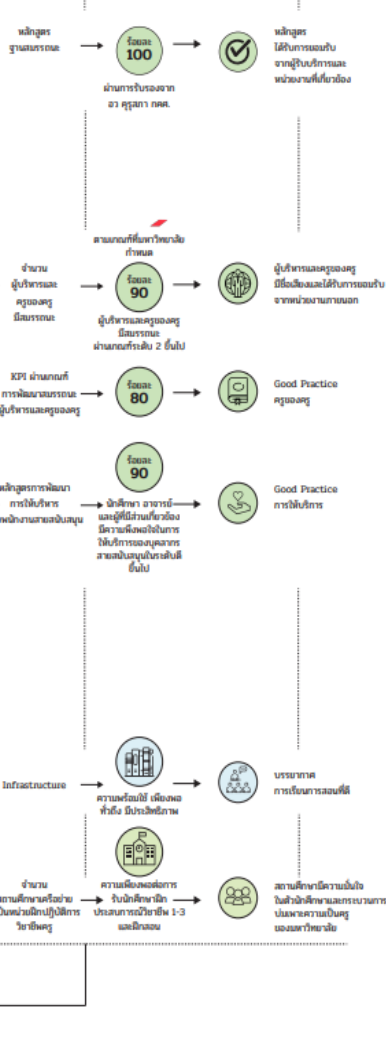 หลักสูตร
ฐานสมรรถนะ
ร้อยละ
100
ผ่านการรับรองจาก
อว คุรุสภา กคศ.
หลักสูตร
ได้รับการยอมรับ
จากผู้รับบริการและ
หน่วยงานที่เกี่ยวข้อง
จำนวน
ผู้บริหารและ
ครูของครู
มีสมรรถนะ
ตามเกณฑ์ที่มหาวิทยาลัย
กำหนด
ร้อยละ
90
ผู้บริหารและครูของครู
มีสมรรถนะ
ผ่านเกณฑ์ระดับ 2 ขึ้นไป
ผู้บริหารและครูของครู
มีชื่อเสียงและได้รับการยอมรับ
จากหน่วยงานภายนอก
KPI ผ่านเกณฑ์
การพัฒนาสมรรถนะ
ผู้บริหารและครูของครู
ร้อยละ
80
Good Practice
ครูของครู
หลักสูตรการพัฒนา
การให้บริหาร
พนักงานสายสนับสนุน
ร้อยละ
90
นักศึกษา อาจารย์
และผู้ที่มีส่วนเกี่ยวข้อง
มีความพึงพอใจในการ
ให้บริการของบุคลากร
สายสนับสนุนในระดับดี
ขึ้นไป
Good Practice
การให้บริการ
Infrastructure
ความพร้อมใช้ เพียงพอ
ทั่วถึง มีประสิทธิภาพ
บรรยากาศ
การเรียนการสอนที่ดี
จำนวน
สถานศึกษาเครือข่าย
เป็นหน่วยฝึกปฏิบัติการ
วิชาชีพครู
ความเพียงพอต่อการ
รับนักศึกษาฝึก
ประสบการณ์วิชาชีพ 1-3
และฝึกสอน
สถานศึกษามีความมั่นใจ
ในตัวนักศึกษาและกระบวนการ
บ่มเพาะความเป็นครู
ของมหาวิทยาลัย